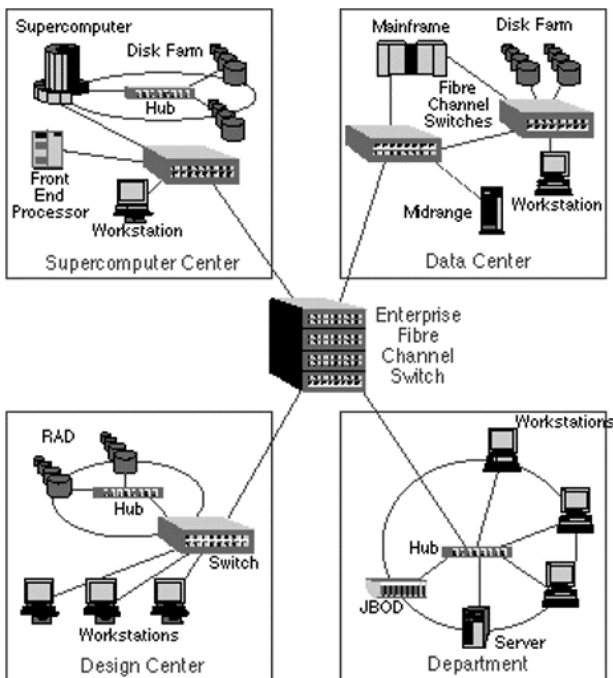 Supercomputer
Disk Farm
Hub
Front
End
Processor
Workstation
Supercomputer Center
Mainframe
Disk Farm
Fibre
Channel
Switches
Midrange
Workstation
Data Center
Enterprise
Fibre
Channel
Switch
RAD
Hub
Switch
Workstations
Design Center
Workstations
Hub
JBOD
Server
Department